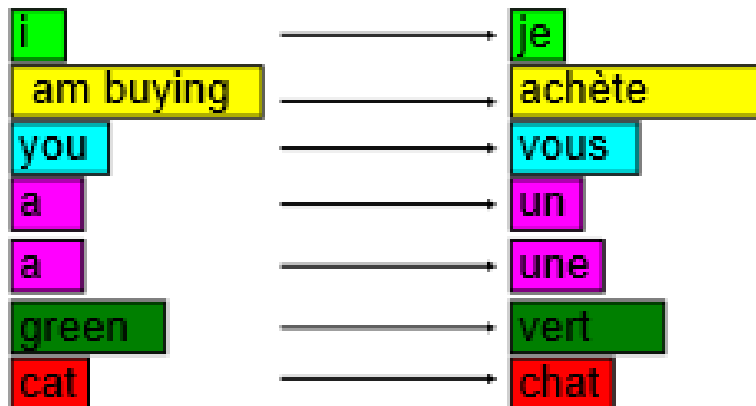 i je
am buying achète
you vous
a un
a une
green vert
cat chat